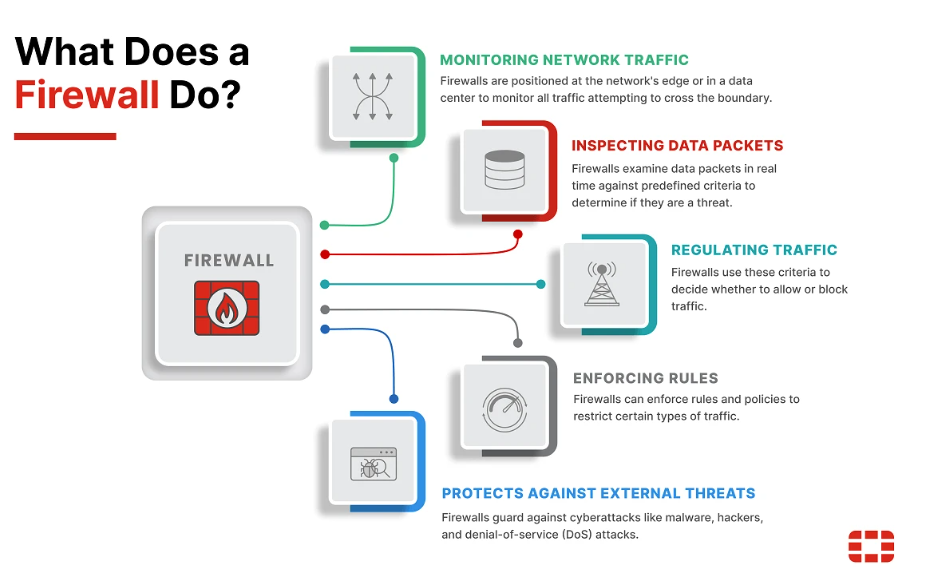 What Does a
Firewall Do?
MONITORING NETWORK TRAFFIC
Firewalls are positioned at the network's edge or in a data
center to monitor all traffic attempting to cross the boundary.
INSPECTING DATA PACKETS
Firewalls examine data packets in real
time against predefined criteria to
determine if they are a threat.
FIREWALL
REGULATING TRAFFIC
Firewalls use these criteria to
decide whether to allow or block
traffic.
ENFORCING RULES
Firewalls can enforce rules and policies to
restrict certain types of traffic.
PROTECTS AGAINST EXTERNAL THREATS
Firewalls guard against cyberattacks like malware, hackers,
and denial-of-service (DoS) attacks.